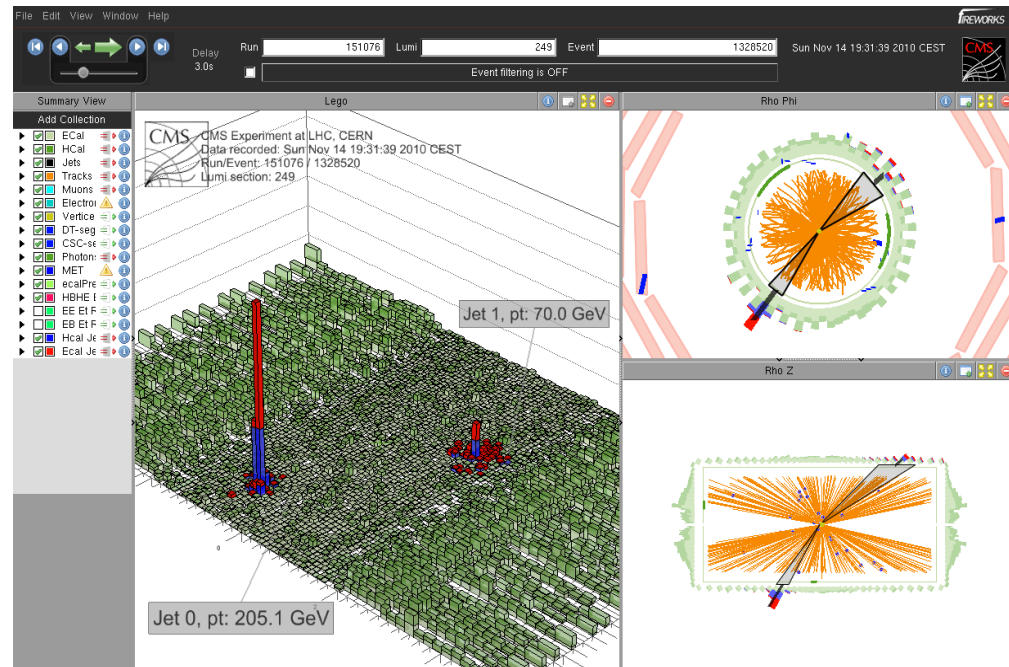 File Edit View Window Help
FIREWORKS
Delay
3.0s
Run 151076 Lumi 249 Event 1328520 Sun Nov 14 19:31:39 2010 CEST
Event filtering is OFF
CMS
Summary View
Add Collection
ECal
HCal
Jets
Tracks
Muons
Electron
Vertice
DT-seg
CSC-se
Photon:
MET
ecalPre
HBHE E
EE Et F
EB Et F
Hcal Je
Ecal Je
Lego
CMS
CMS Experiment at LHC, CERN
Data recorded: Sun Nov 14 19:31:39 2010 CEST
Run/Event: 151076 / 1328520
Lumi section: 249
Jet 1, pt: 70.0 GeV
Jet 0, pt: 205.1 GeV
Rho Phi
Rho Z